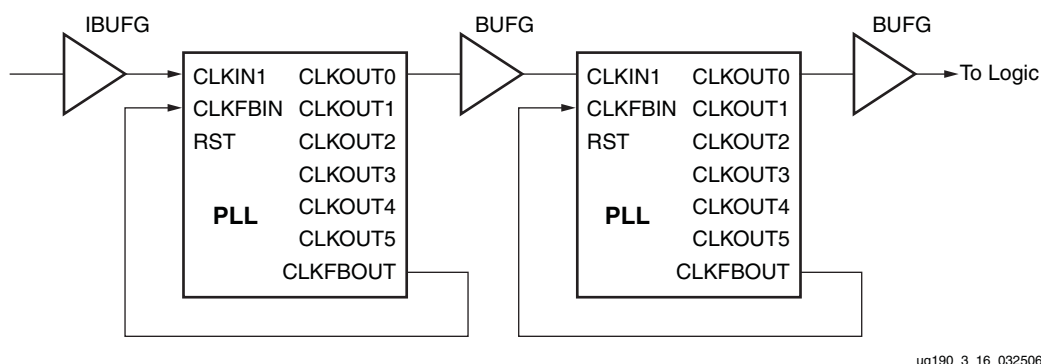 IBUFG
BUFG
BUFG
CLKIN1 CLKOUT0
CLKFBIN CLKOUT1
RST CLKOUT2
CLKOUT3
PLL CLKOUT4
CLKOUT5
CLKFBOUT
CLKIN1 CLKOUT0
CLKFBIN CLKOUT1
RST CLKOUT2
CLKOUT3
PLL CLKOUT4
CLKOUT5
CLKFBOUT
To Logic
ug190_3_16_032506